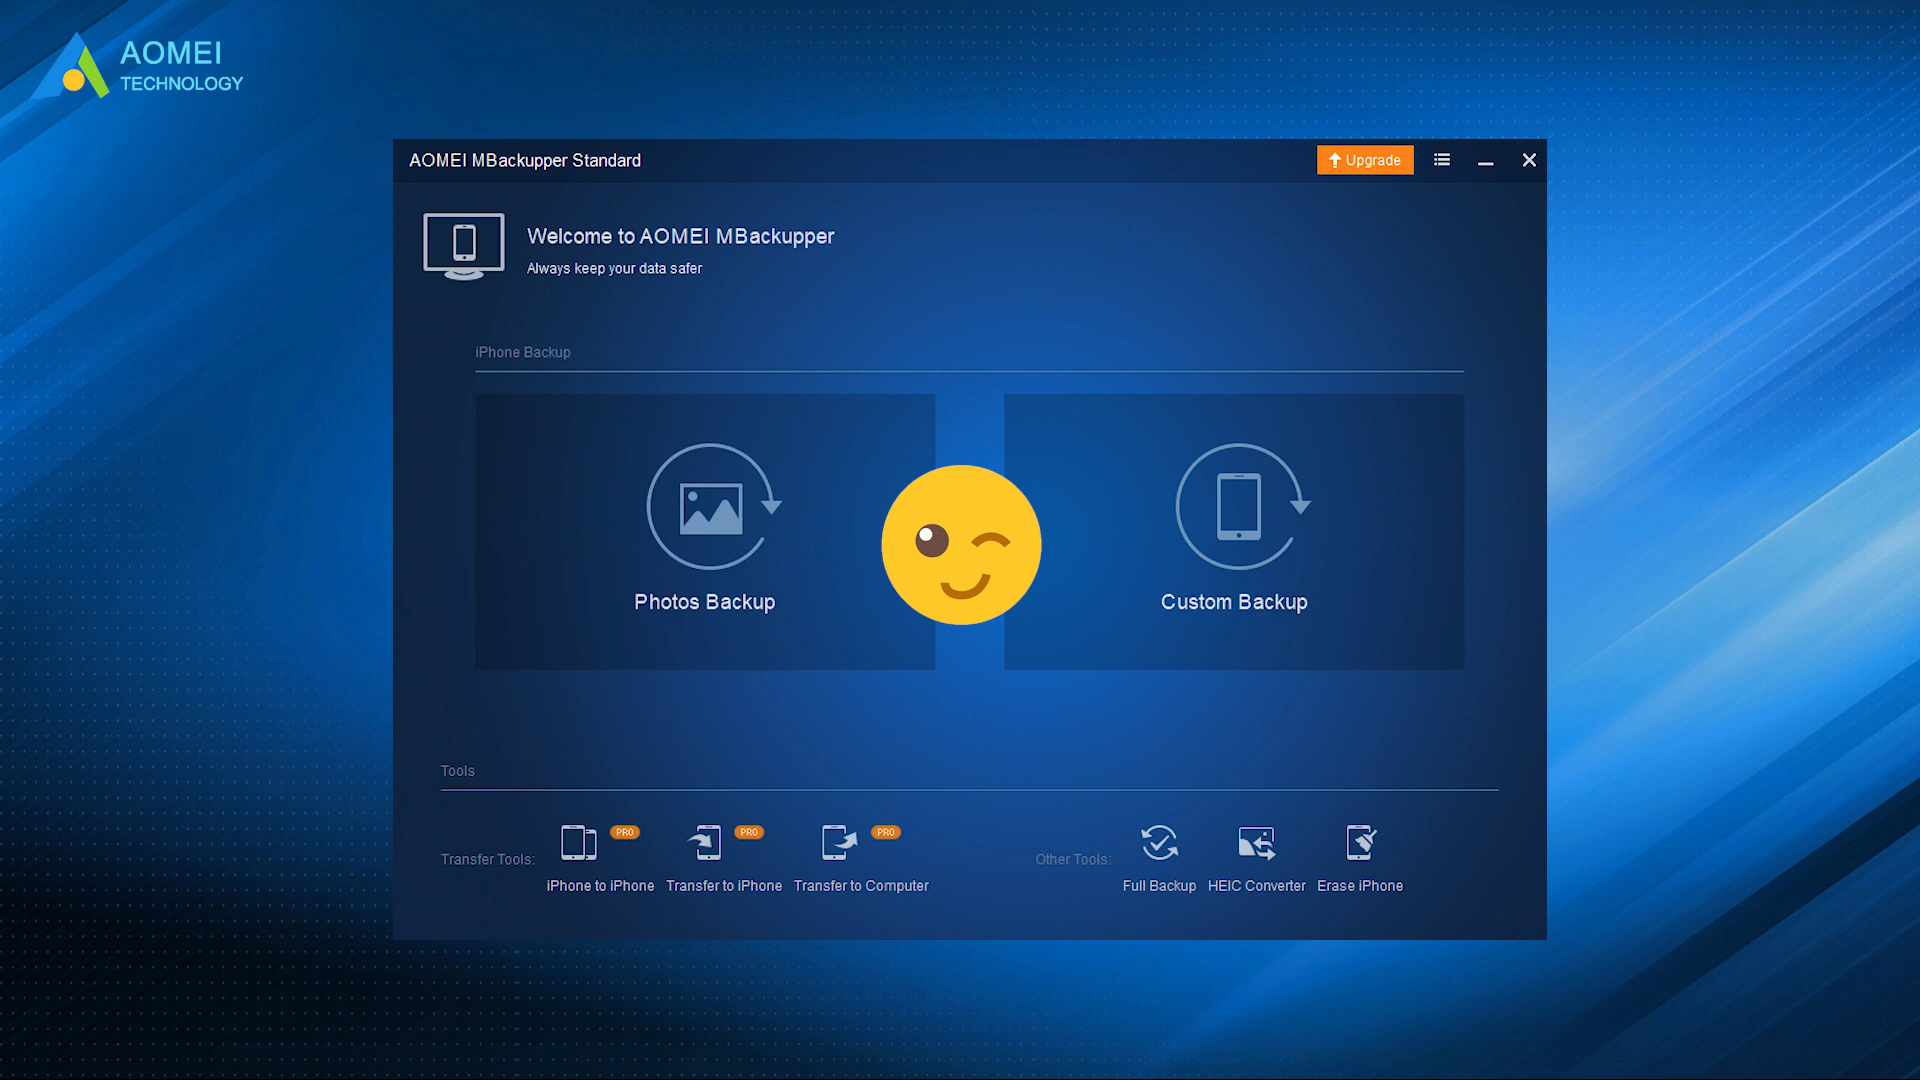 AOMEI
TECHNOLOGY
AOMEI MBackupper Standard
Upgrade
Welcome to AOMEI MBackupper
Always keep your data safer
iPhone Backup
Photos Backup
Custom Backup
Tools
Transfer Tools:
PRO
iPhone to iPhone
PRO
Transfer to iPhone
PRO
Transfer to Computer
Other Tools:
Full Backup
HEIC Converter
Erase iPhone